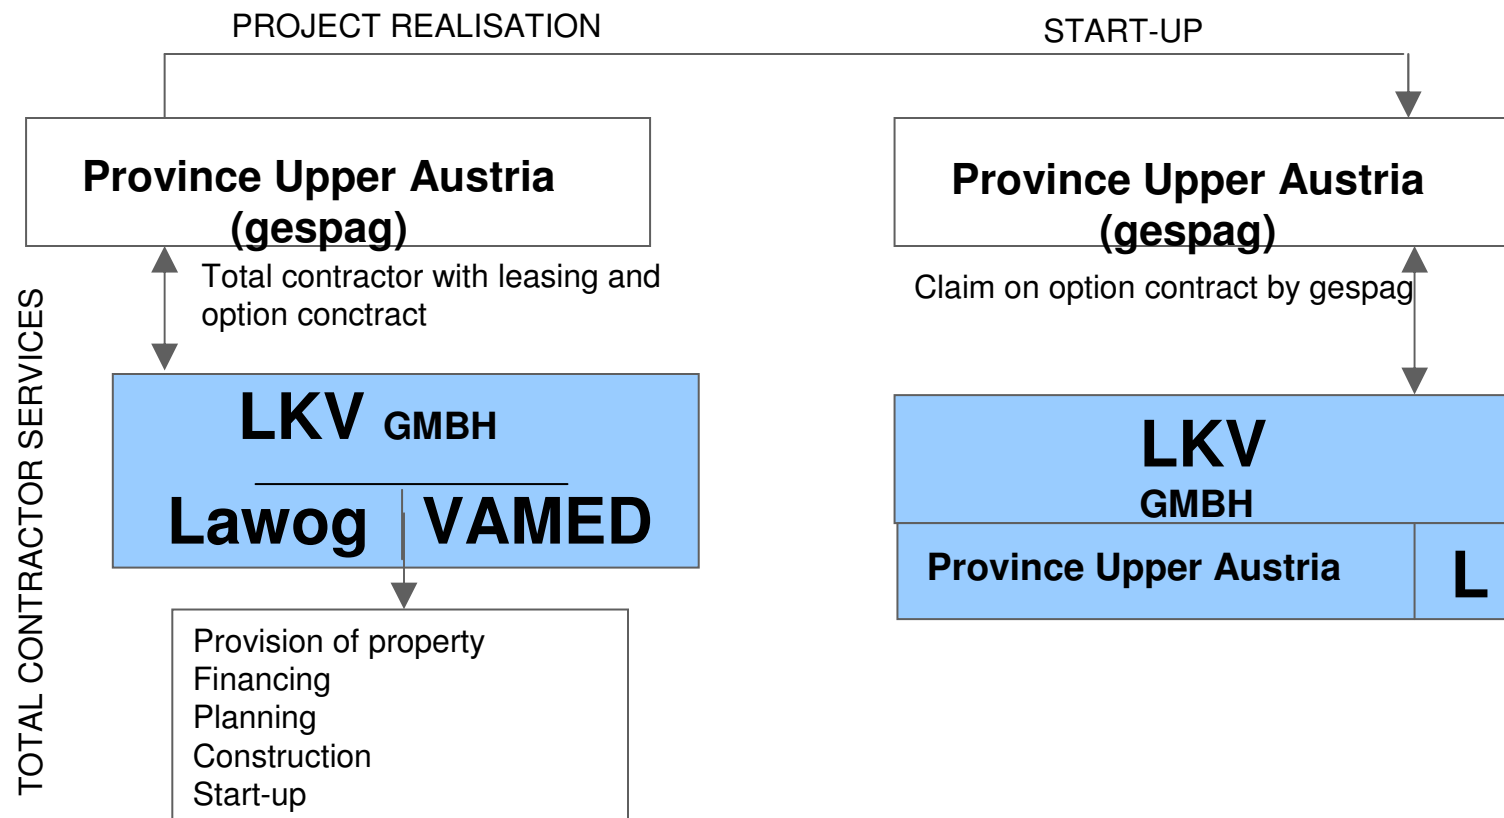 PROJECT REALISATION
START-UP
Province Upper Austria
(gespag)
Total contractor with leasing and
option conctract
TOTAL CONTRACTOR SERVICES
LKV GMBH
Lawog VAMED
Provision of property
Financing
Planning
Construction
Start-up
Province Upper Austria
(gespag)
Claim on option contract by gespag
LKV
GMBH
Province Upper Austria
L